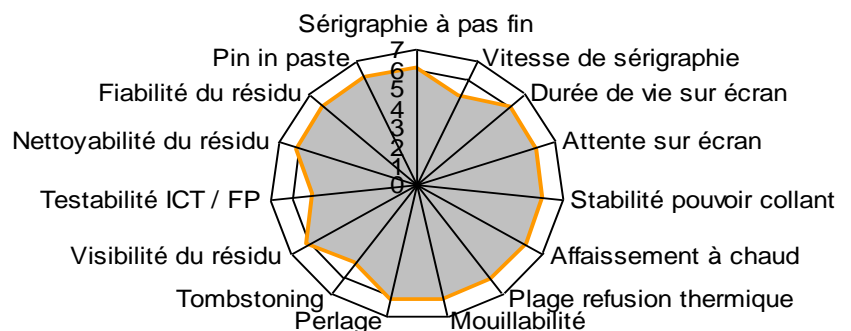 Sérigraphie à pas fin
Vitesse de sérigraphie
Durée de vie sur écran
Attente sur écran
Stabilité pouvoir collant
Affaissement à chaud
Plage refusion thermique
Mouillabilité
Perlage
Tombstoning
Visibilité du résidu
Testabilité ICT / FP
Nettoyabilité du résidu
Fiabilité du résidu
Pin in paste
7
6
5
4
3
2
1
0